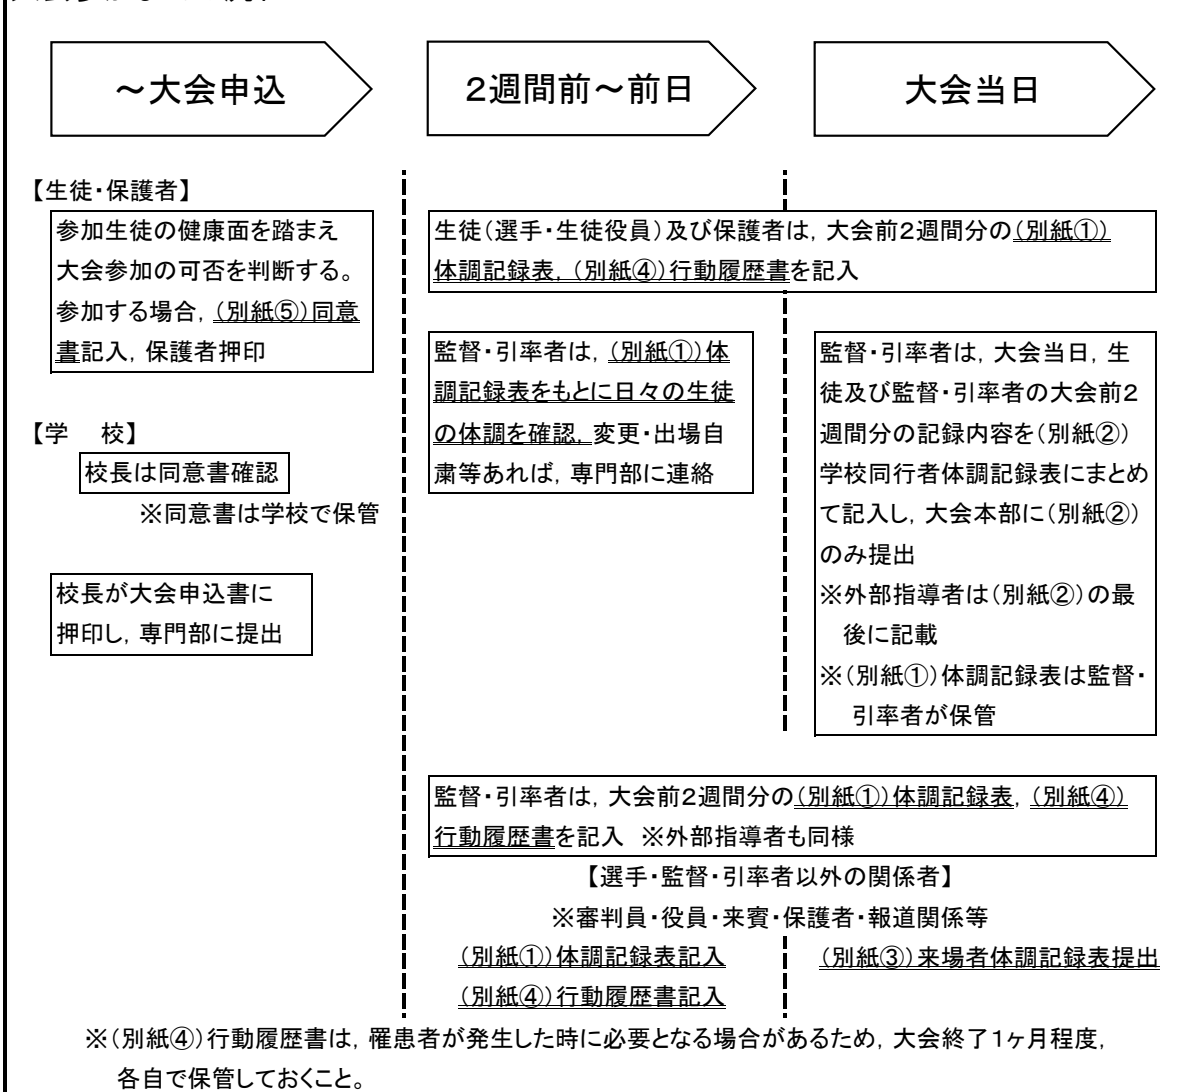 ～大会申込
２週間前～前日
大会当日
【生徒・保護者】
参加生徒の健康面を踏まえ
大会参加の可否を判断する。
参加する場合，（別紙⑤）同意
書記入，保護者押印
【学　校】
校長は同意書確認
※同意書は学校で保管
校長が大会申込書に
押印し，専門部に提出
生徒（選手・生徒役員）及び保護者は，大会前２週間分の（別紙①）
体調記録表，（別紙④）行動履歴書を記入
監督・引率者は，（別紙①）体
調記録表をもとに日々の生徒
の体調を確認，変更・出場自
粛等あれば，専門部に連絡
監督・引率者は，大会当日，生
徒及び監督・引率者の大会前２
週間分の記録内容を（別紙②）
学校同行者体調記録表にまとめ
て記入し，大会本部に（別紙②）
のみ提出
※外部指導者は（別紙②）の最
後に記載
※（別紙①）体調記録表は監督・
引率者が保管
監督・引率者は，大会前２週間分の（別紙①）体調記録表，（別紙④）
行動履歴書を記入　※外部指導者も同様
【選手・監督・引率者以外の関係者】
※審判員・役員・来賓・保護者・報道関係等
（別紙①）体調記録表記入
（別紙④）行動履歴書記入
（別紙③）来場者体調記録表提出
※（別紙④）行動履歴書は，罹患者が発生した時に必要となる場合があるため，大会終了１ヶ月程度，
各自で保管しておくこと。